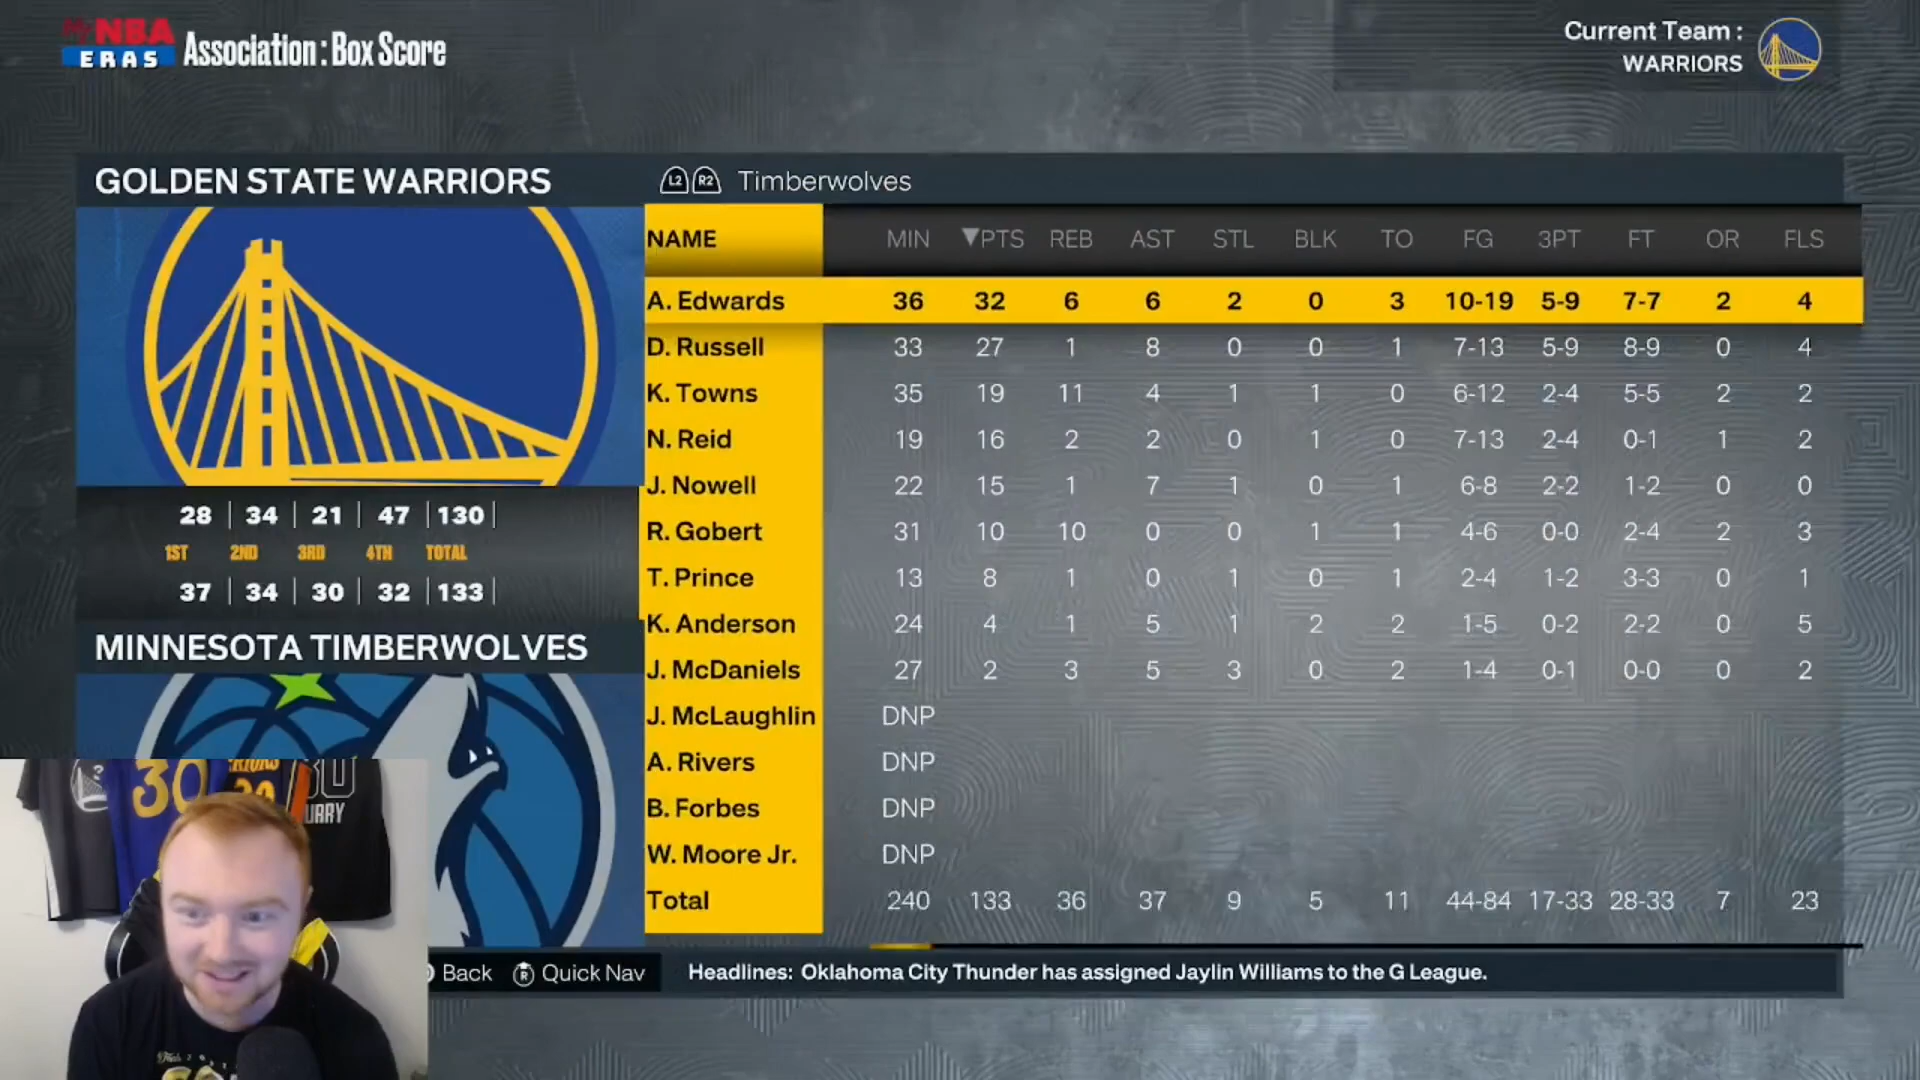 MyNBA ERAS Association: Box Score
Current Team :
WARRIORS
GOLDEN STATE WARRIORS
28 | 34 | 21 | 47 | 130 |
1ST 2ND 3RD 4TH TOTAL
37 | 34 | 30 | 32 | 133 |
MINNESOTA TIMBERWOLVES
L2 R2 Timberwolves
NAME MIN ▼PTS REB AST STL BLK TO FG 3PT FT OR FLS
A. Edwards 36 32 6 6 2 0 3 10-19 5-9 7-7 2 4
D. Russell 33 27 1 8 0 0 1 7-13 5-9 8-9 0 4
K. Towns 35 19 11 4 1 1 0 6-12 2-4 5-5 2 2
N. Reid 19 16 2 2 0 1 0 7-13 2-4 0-1 1 2
J. Nowell 22 15 1 7 1 0 1 6-8 2-2 1-2 0 0
R. Gobert 31 10 10 0 0 1 1 4-6 0-0 2-4 2 3
T. Prince 13 8 1 0 1 0 1 2-4 1-2 3-3 0 1
K. Anderson 24 4 1 5 1 2 2 1-5 0-2 2-2 0 5
J. McDaniels 27 2 3 5 3 0 2 1-4 0-1 0-0 0 2
J. McLaughlin DNP
A. Rivers DNP
B. Forbes DNP
W. Moore Jr. DNP
Total 240 133 36 37 9 5 11 44-84 17-33 28-33 7 23
30
Back R Quick Nav
Headlines: Oklahoma City Thunder has assigned Jaylin Williams to the G League.